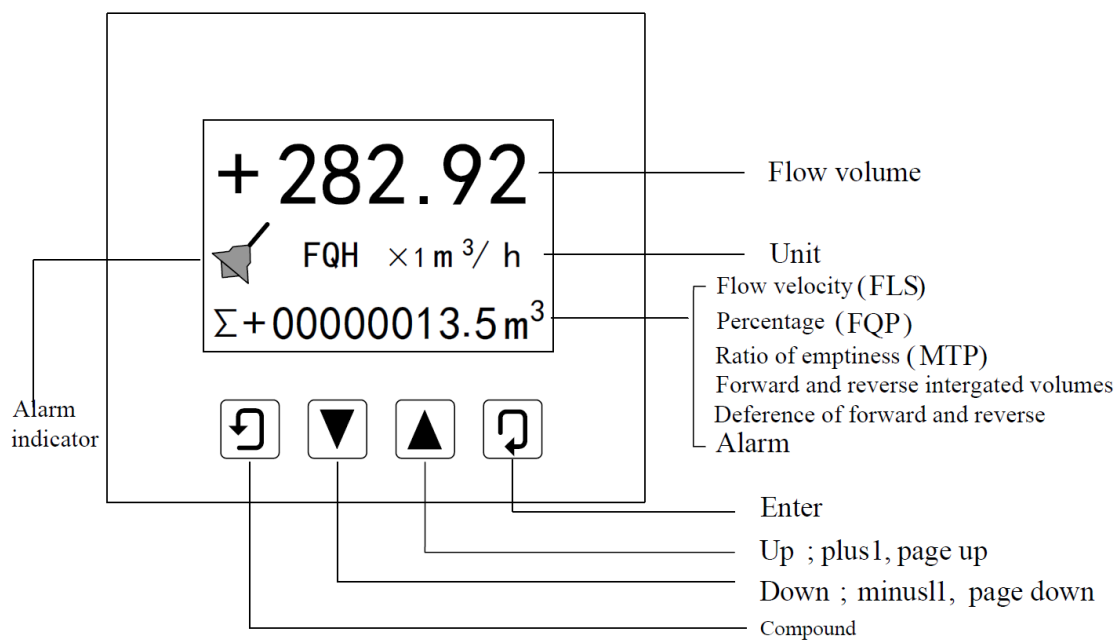 + 282.92
Flow volume
FQH ×1 m³/ h
Unit
Σ+00000013.5m³
Flow velocity (FLS)
Percentage (FQP)
Ratio of emptiness (MTP)
Forward and reverse intergated volumes
Deference of forward and reverse
Alarm
Alarm
indicator
Enter
Up ; plus1, page up
Down ; minusl1, page down
Compound